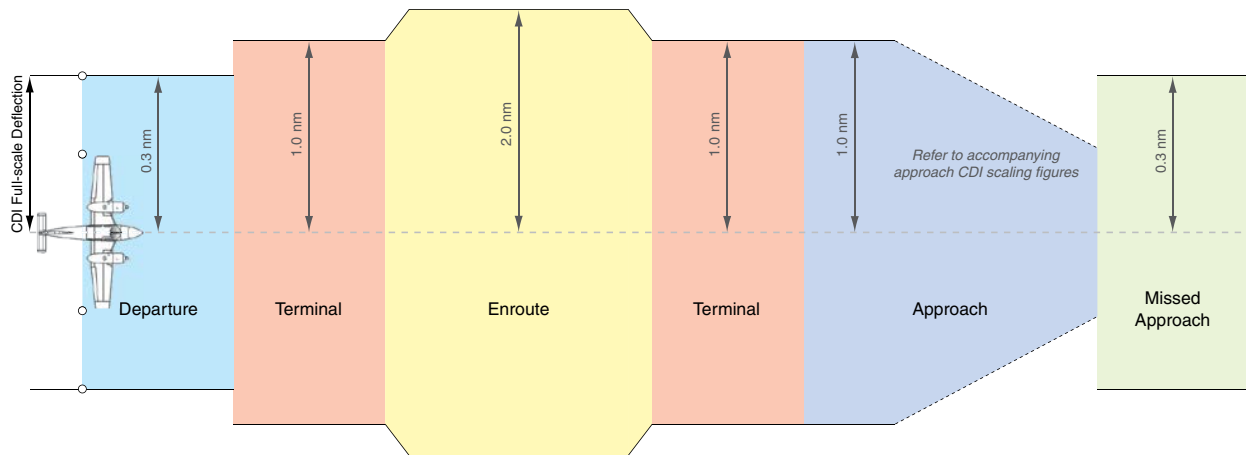 CDI Full-scale Deflection
0.3 nm
1.0 nm
2.0 nm
1.0 nm
1.0 nm
Refer to accompanying
approach CDI scaling figures
0.3 nm
Departure
Terminal
Enroute
Terminal
Approach
Missed
Approach